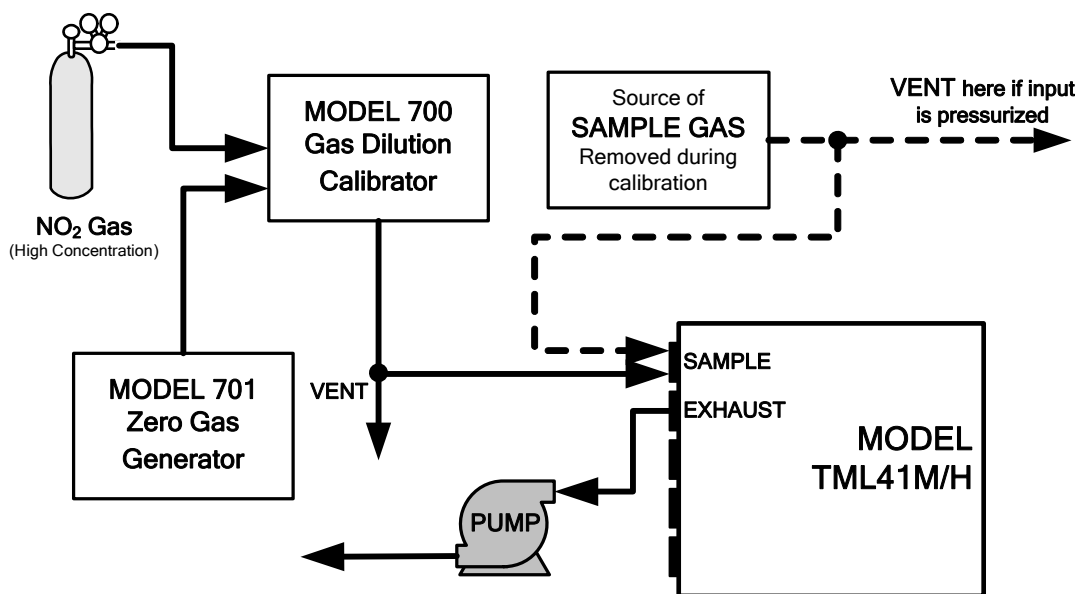 NO₂ Gas
(High Concentration)
MODEL 700
Gas Dilution
Calibrator
Source of
SAMPLE GAS
Removed during
calibration
VENT here if input
is pressurized
MODEL 701
Zero Gas
Generator
VENT
SAMPLE
EXHAUST
MODEL
TML41M/H
PUMP